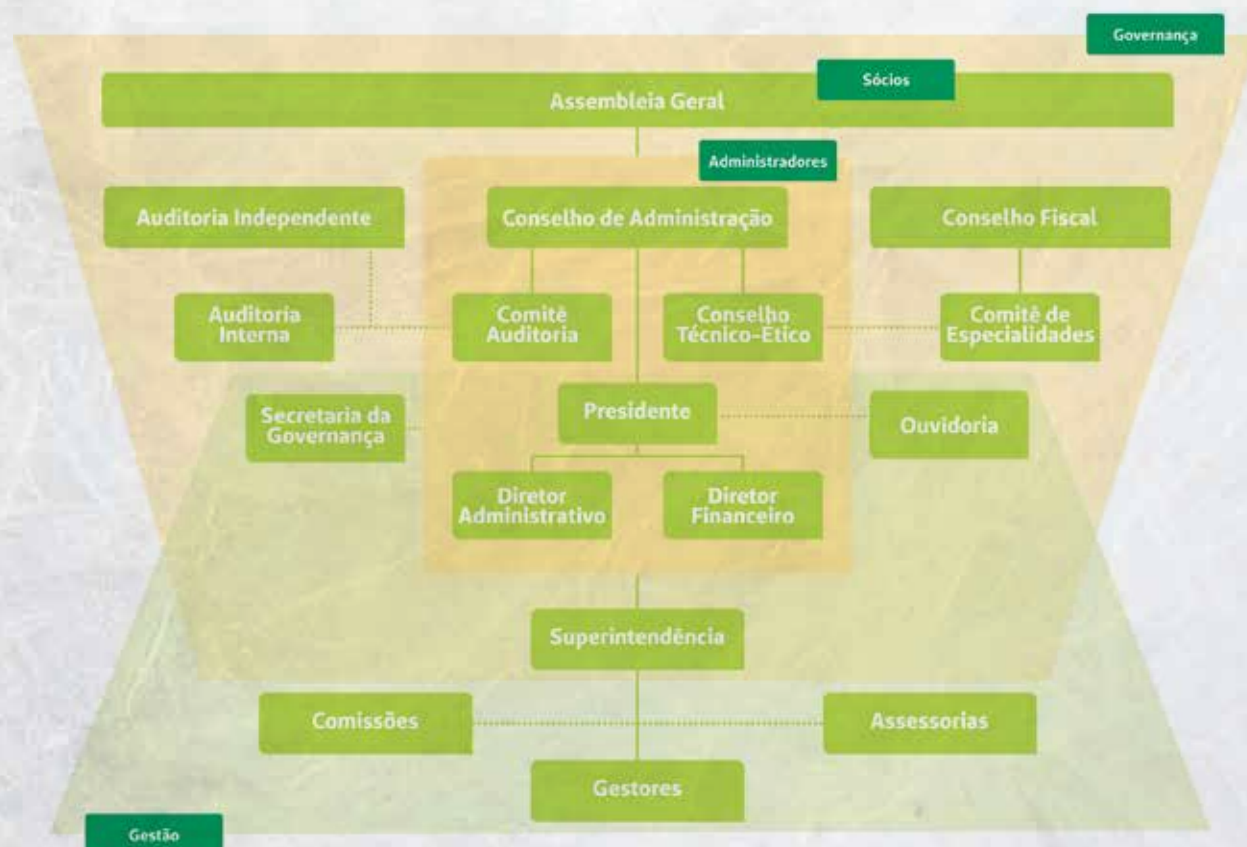 Governança
Sócios
Assembleia Geral
Administradores
Auditoria Independente
Conselho de Administração
Conselho Fiscal
Auditoria
Interna
Comitê
Auditoria
Conselho
Técnico-Etico
Comitê de
Especialidades
Secretaria da
Governança
Presidente
Ouvidoria
Diretor
Administrativo
Diretor
Financeiro
Superintendência
Comissões
Assessorias
Gestores
Gestão